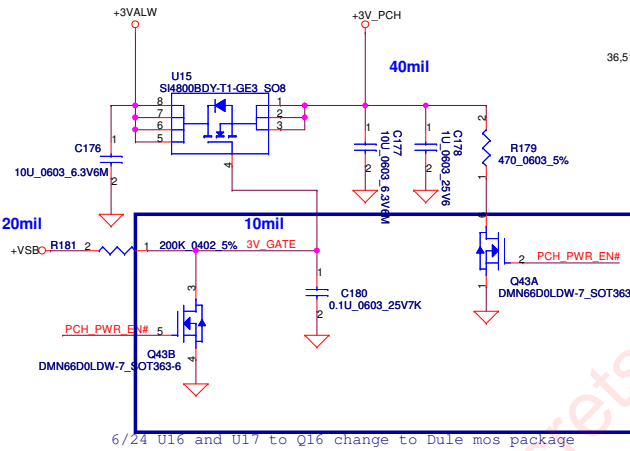 +3VALW
+3V_PCH
40mil
U15
SI4800BDY-T1-GE3_SO8
8
7
6
5
1
2
3
4
C176
10U_0603_6.3V6M
1
2
C177
10U_0603_6.3V6M
1
2
C178
1U_0603_25V6
1
2
R179
470_0603_5%
2
1
20mil
+VSB
R181
2
1
200K_0402_5%
10mil
3V_GATE
C180
0.1U_0603_25V7K
1
2
PCH_PWR_EN#
5
3
4
Q43B
DMN66D0LDW-7_SOT363-6
6
1
2
PCH_PWR_EN#
Q43A
DMN66D0LDW-7_SOT363
6/24 U16 and U17 to Q16 change to Dule mos package